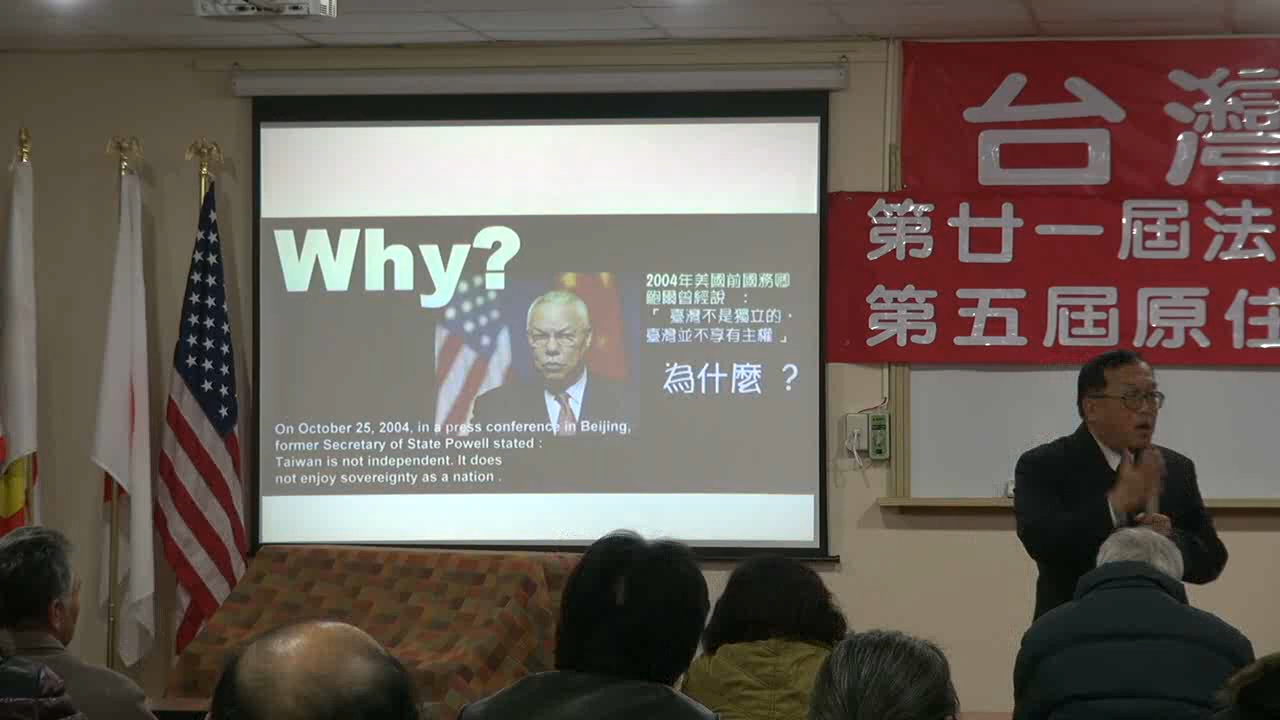 Why?
2004年美國前國務卿
鮑爾曾經說 :
「 臺灣不是獨立的,
臺灣並不享有主權 」
為什麼 ?
On October 25, 2004, in a press conference in Beijing,
former Secretary of State Powell stated :
Taiwan is not independent. It does
not enjoy sovereignty as a nation .
台灣
第廿一屆法
第五屆原住